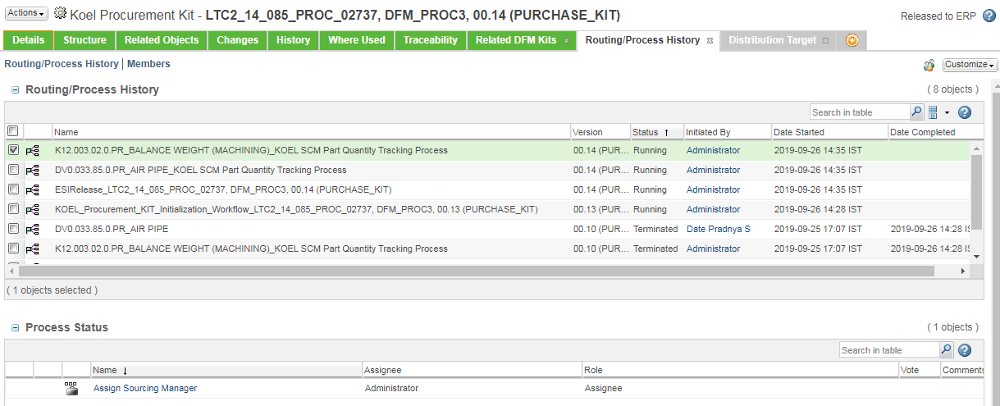 Actions Koel Procurement Kit - LTC2_14_085_PROC_02737, DFM_PROC3, 00.14 (PURCHASE_KIT) Released to ERP ?
Details Structure Related Objects Changes History Where Used Traceability Related DFM Kits x Routing/Process History Distribution Target
Routing/Process History | Members Customize
Routing/Process History ( 8 objects )
Search in table ?
Name Version Status Initiated By Date Started Date Completed
K12.003.02.0.PR_BALANCE WEIGHT (MACHINING)_KOEL SCM Part Quantity Tracking Process 00.14 (PUR... Running Administrator 2019-09-26 14:35 IST
DV0.033.85.0.PR_AIR PIPE_KOEL SCM Part Quantity Tracking Process 00.14 (PUR... Running Administrator 2019-09-26 14:35 IST
ESIRelease_LTC2_14_085_PROC_02737, DFM_PROC3, 00.14 (PURCHASE_KIT) 00.14 (PUR... Running Administrator 2019-09-26 14:35 IST
KOEL_Procurement_KIT_Initialization_Workflow_LTC2_14_085_PROC_02737, DFM_PROC3, 00.13 (PURCHASE_KIT) 00.13 (PUR... Running Administrator 2019-09-26 14:35 IST
DV0.033.85.0.PR_AIR PIPE 00.10 (PUR... Terminated Date Pradnya S 2019-09-25 17:07 IST 2019-09-26 14:28 IS
K12.003.02.0.PR_BALANCE WEIGHT (MACHINING)_KOEL SCM Part Quantity Tracking Process 00.10 (PUR... Terminated Administrator 2019-09-25 17:07 IST 2019-09-26 14:28 IS
( 1 objects selected )
Process Status ( 1 objects )
Search in table ?
Name Assignee Role Vote Comments
Assign Sourcing Manager Administrator Assignee